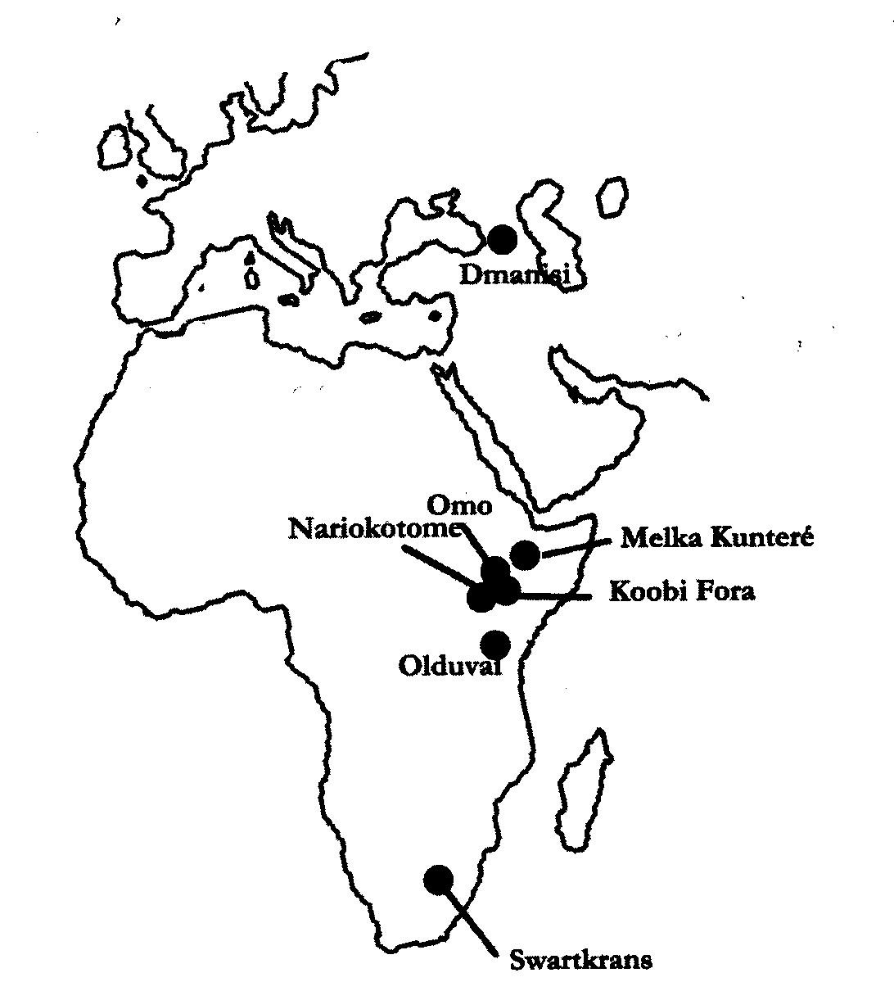 Dmanisi
Omo
Nariokotome
Melka Kunteré
Koobi Fora
Olduvai
Swartkrans